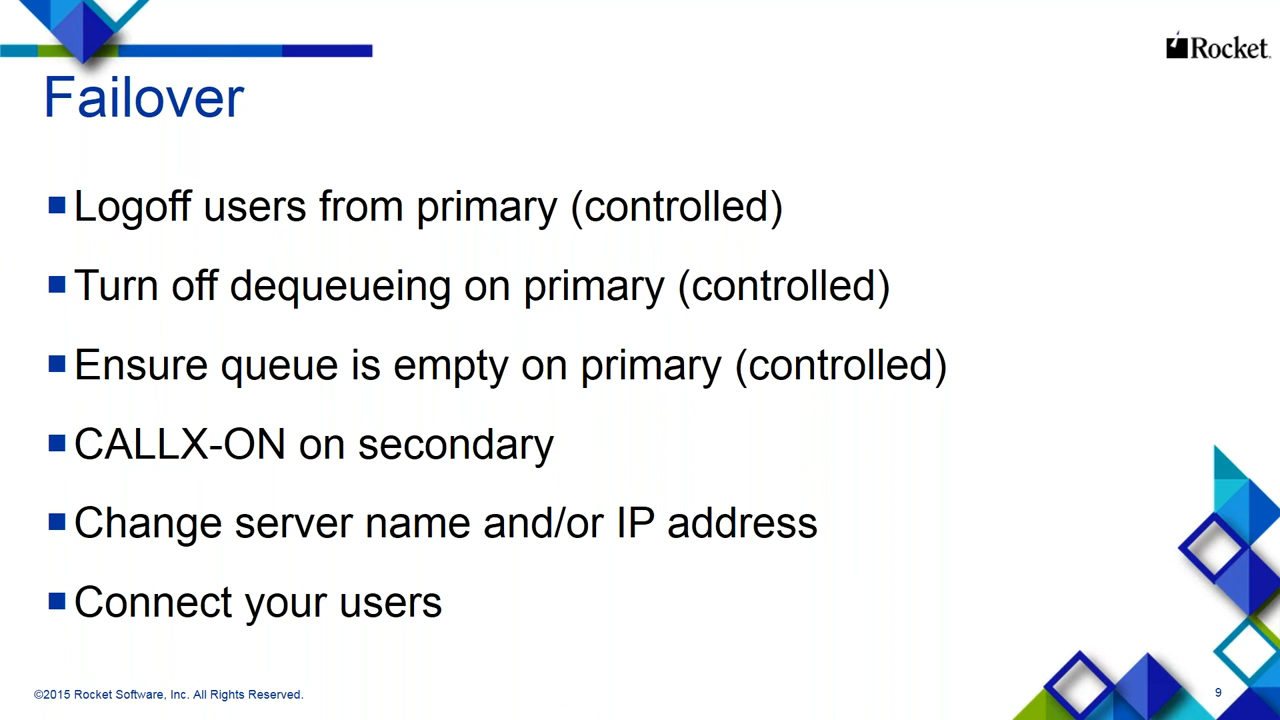 Rocket.
Failover
Logoff users from primary (controlled)
Turn off dequeueing on primary (controlled)
Ensure queue is empty on primary (controlled)
CALLX-ON on secondary
Change server name and/or IP address
Connect your users
©2015 Rocket Software, Inc. All Rights Reserved.
9